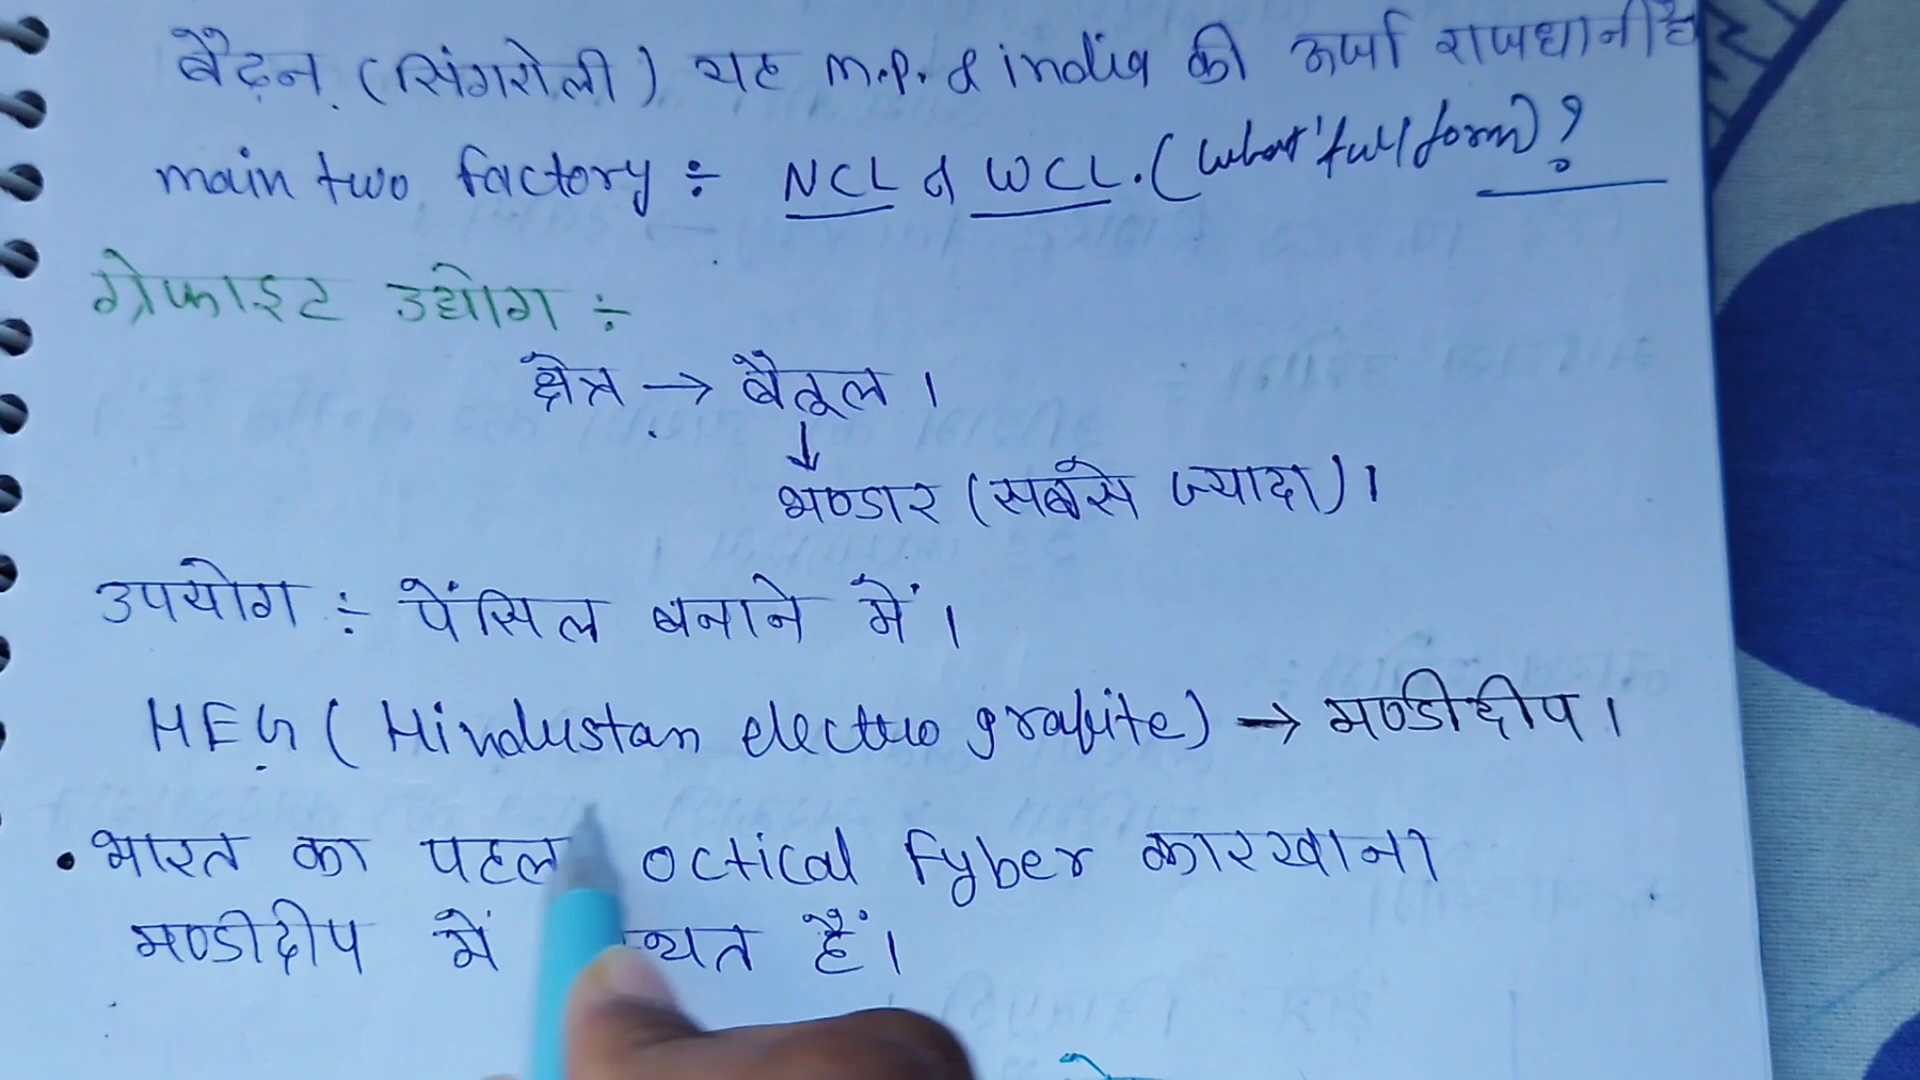 बैढ़न (सिंगरोली) यह M.P. & india की ऊर्जा राजधानी है
main two factory ÷ NCL & WCL. (what' full form) ?
ग्रेफाइट उद्योग ÷
क्षेत्र → बैतूल ।
↓
भण्डार (सबसे ज्यादा) ।
उपयोग ÷ पेंसिल बनाने में ।
HEG ( Hindustan electro grafite) → मण्डीदीप ।
• भारत का पहल octical Fyber कारखाना
मण्डीदीप में हैं ।